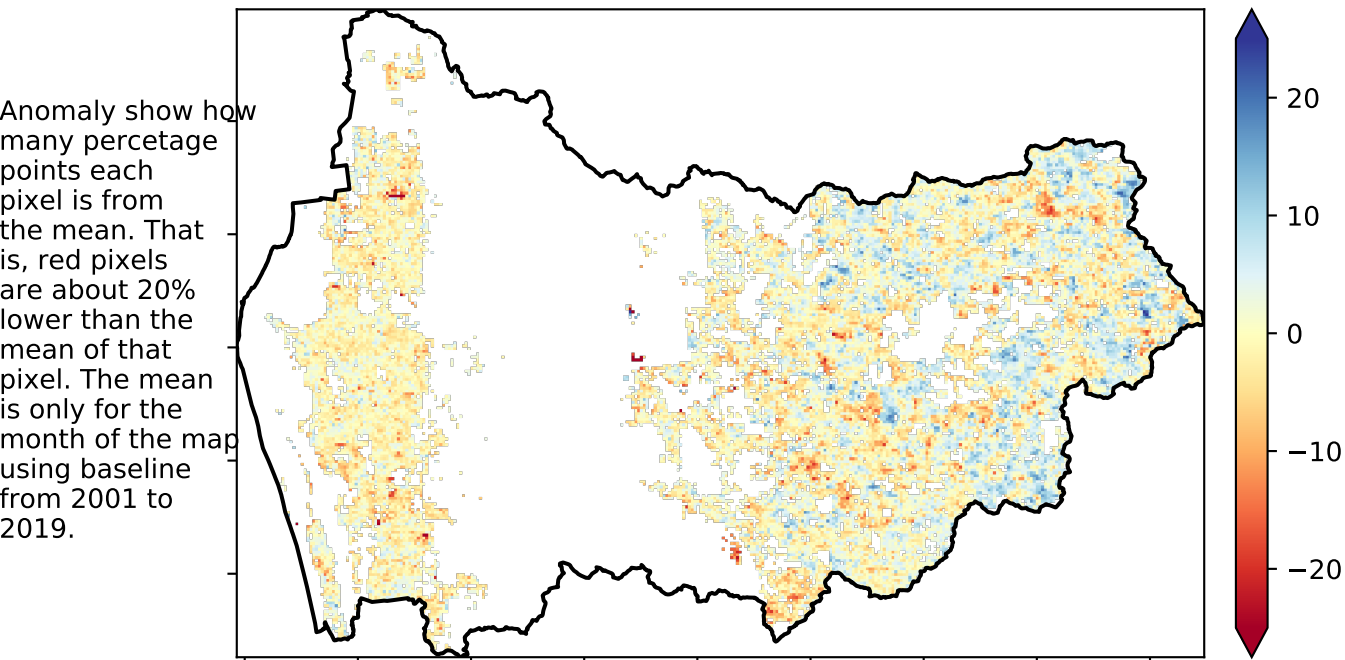 Anomaly show how
many percetage
points each
pixel is from
the mean. That
is, red pixels
are about 20%
lower than the
mean of that
pixel. The mean
is only for the
month of the map
using baseline
from 2001 to
2019.
20
10
0
−10
−20